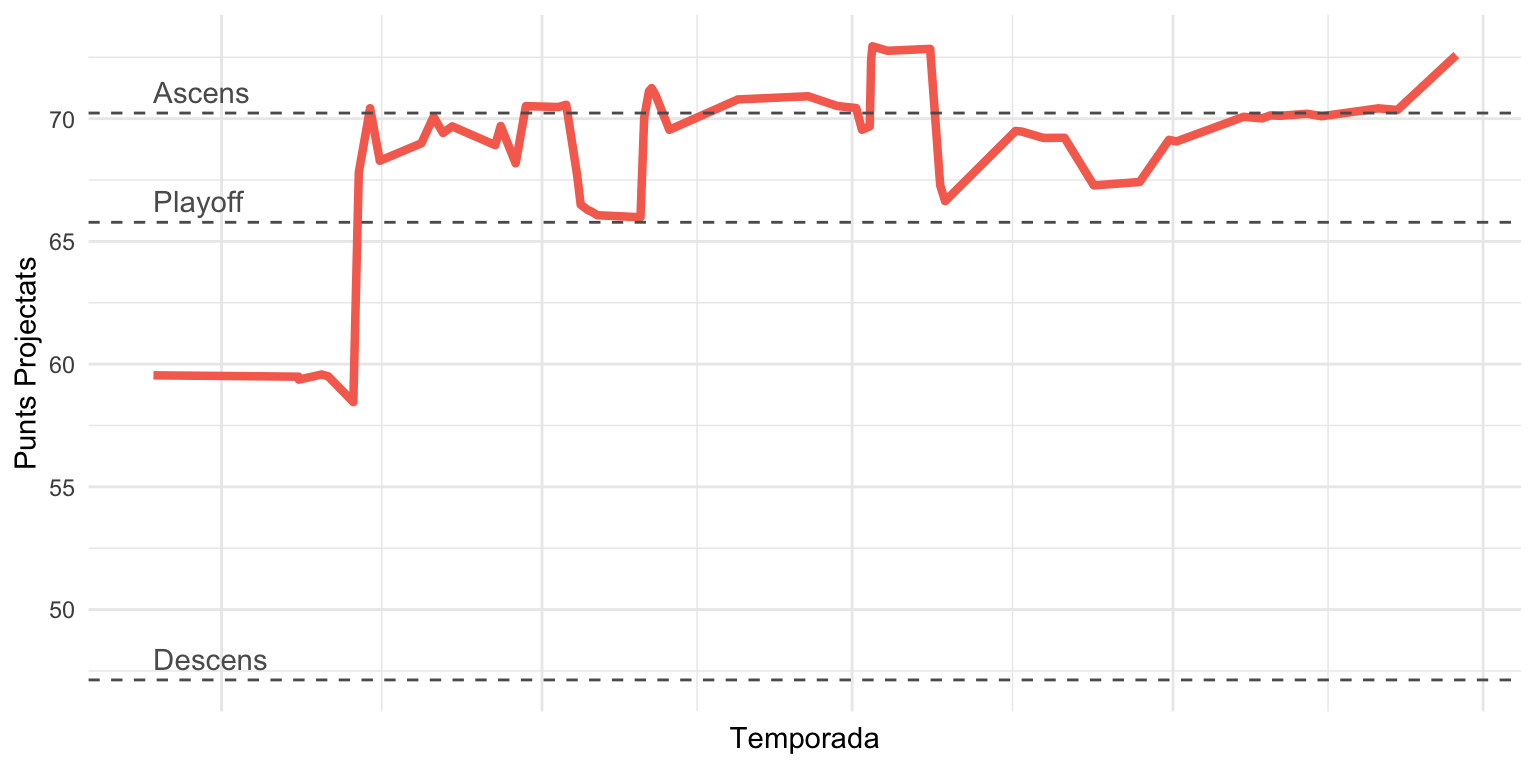 Ascens
70
Playoff
65
60
55
50
Descens
Punts Projectats
Temporada